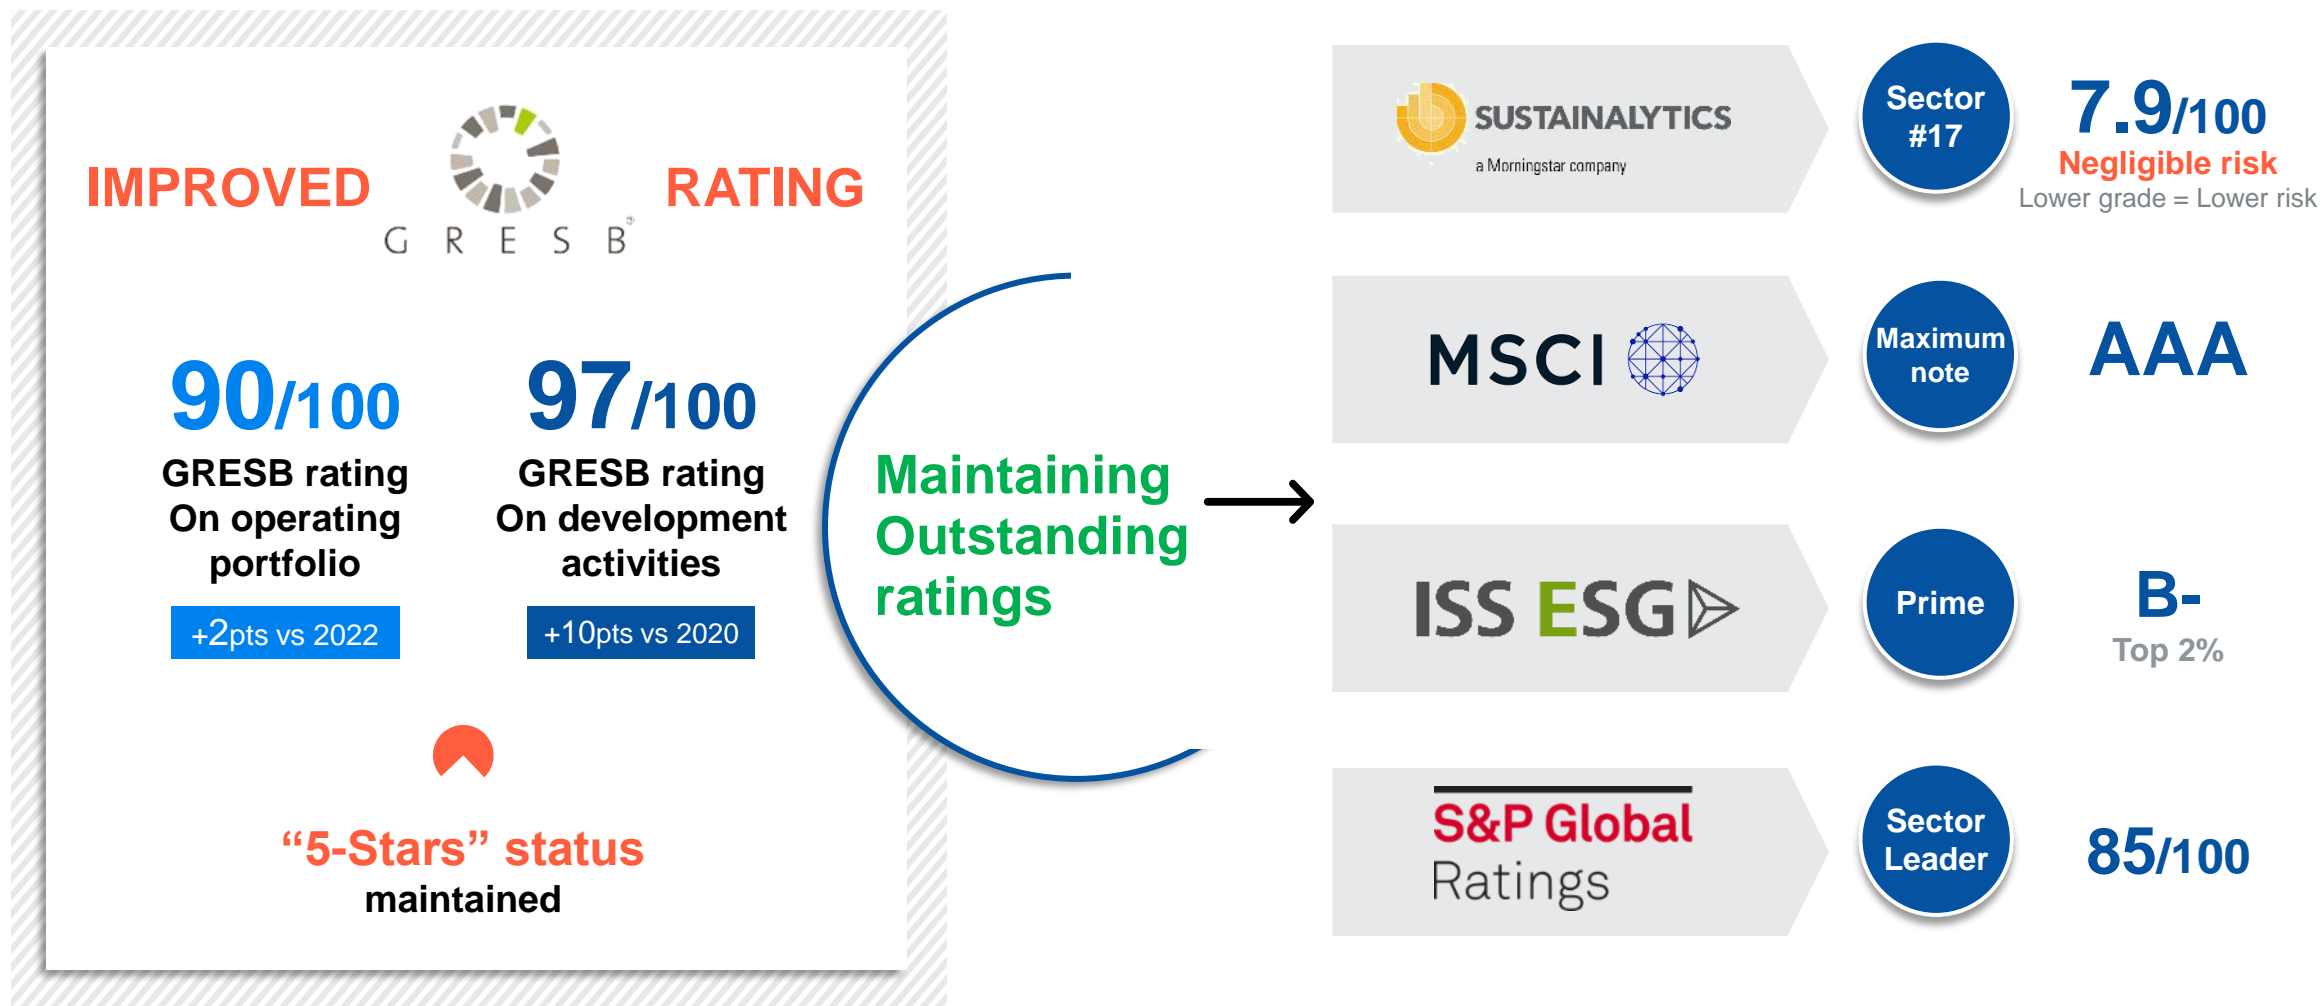 IMPROVED
GRESB
RATING
90/100
GRESB rating
On operating
portfolio
+2pts vs 2022
97/100
GRESB rating
On development
activities
+10pts vs 2020
“5-Stars” status
maintained
Maintaining
Outstanding
ratings
SUSTAINALYTICS
a Morningstar company
Sector
#17
7.9/100
Negligible risk
Lower grade = Lower risk
MSCI
Maximum
note
AAA
ISS ESG
Prime
B-
Top 2%
S&P Global
Ratings
Sector
Leader
85/100